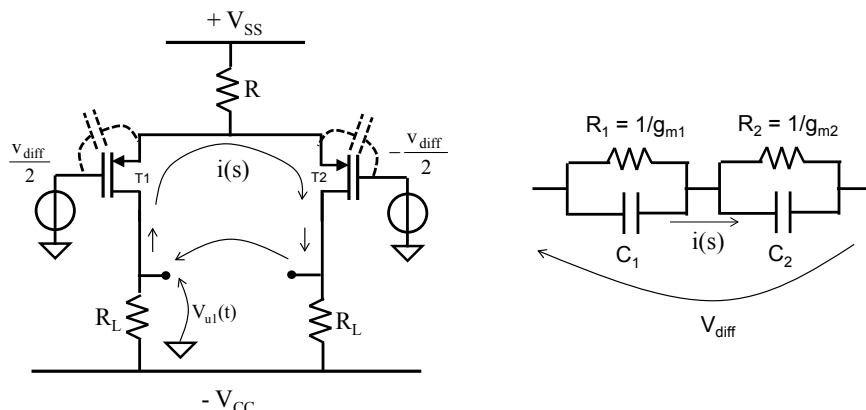 + V_SS
R
v_diff
2
T1
i(s)
T2
- v_diff
2
R_L
V_u1(t)
R_L
- V_CC
R_1 = 1/g_m1
R_2 = 1/g_m2
C_1
i(s)
C_2
V_diff